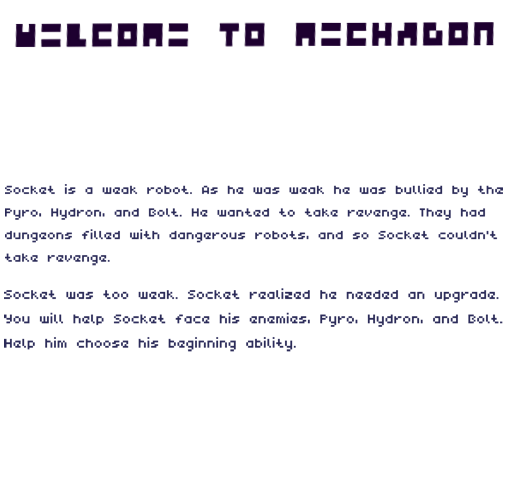 WELCOME TO MECHAGON
Socket is a weak robot. As he was weak he was bullied by the
Pyro, Hydron, and Bolt. He wanted to take revenge. They had
dungeons filled with dangerous robots, and so Socket couldn't
take revenge.
Socket was too weak. Socket realized he needed an upgrade.
You will help Socket face his enemies, Pyro, Hydron, and Bolt.
Help him choose his beginning ability.